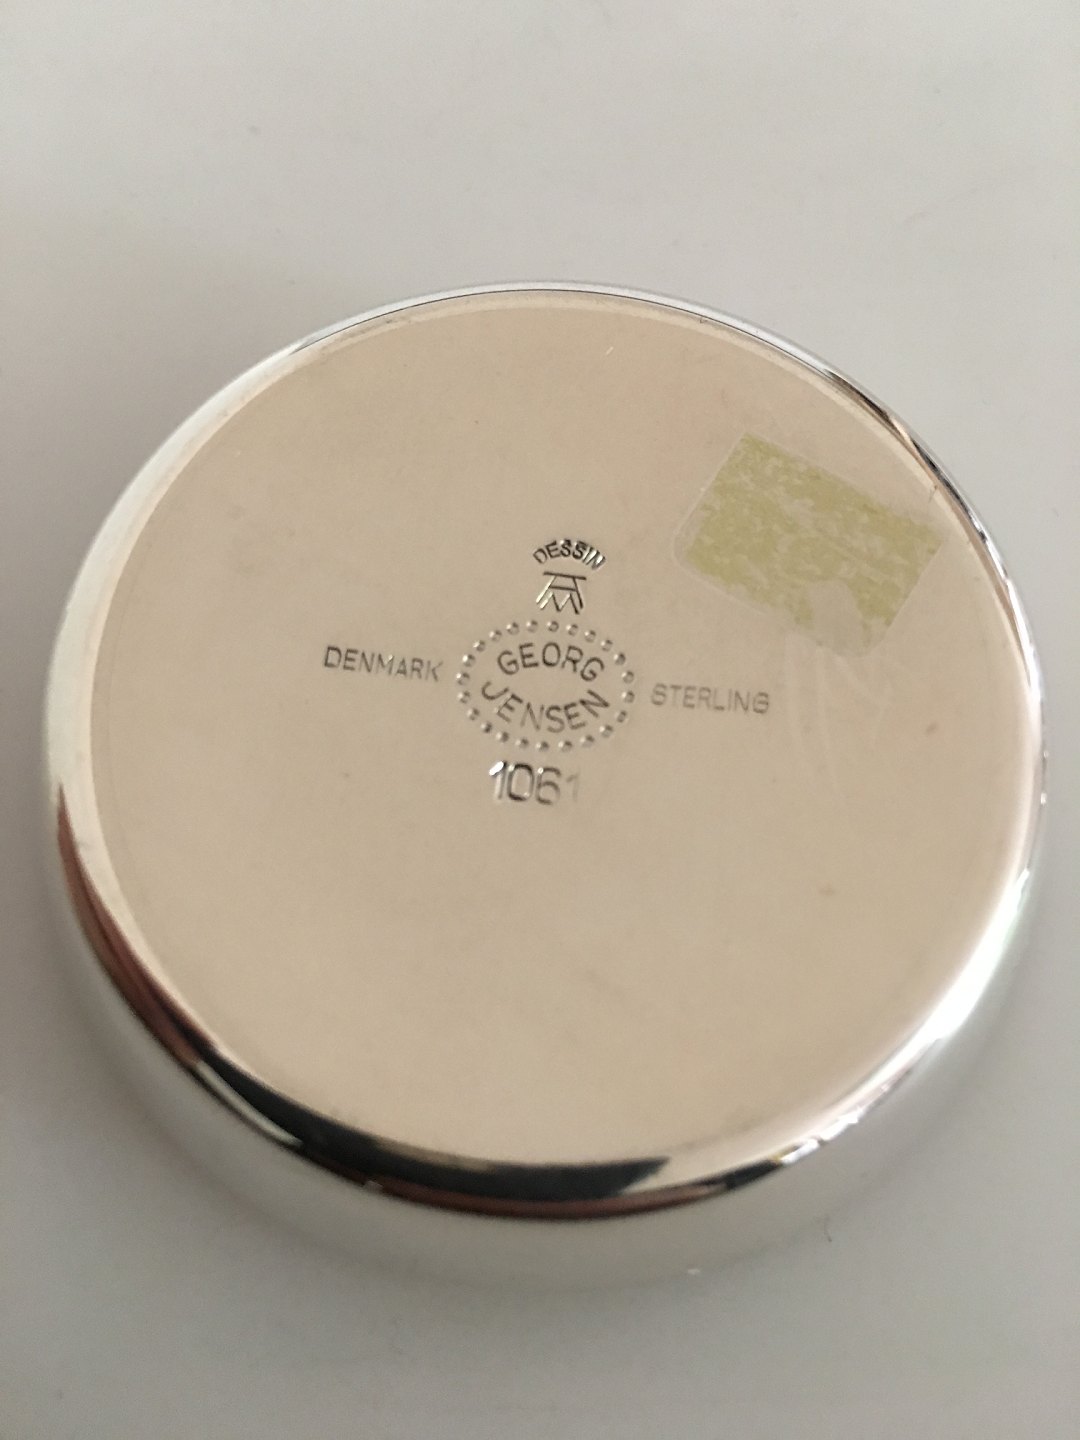 DESSIN
DENMARK
GEORG
JENSEN
STERLING
1061